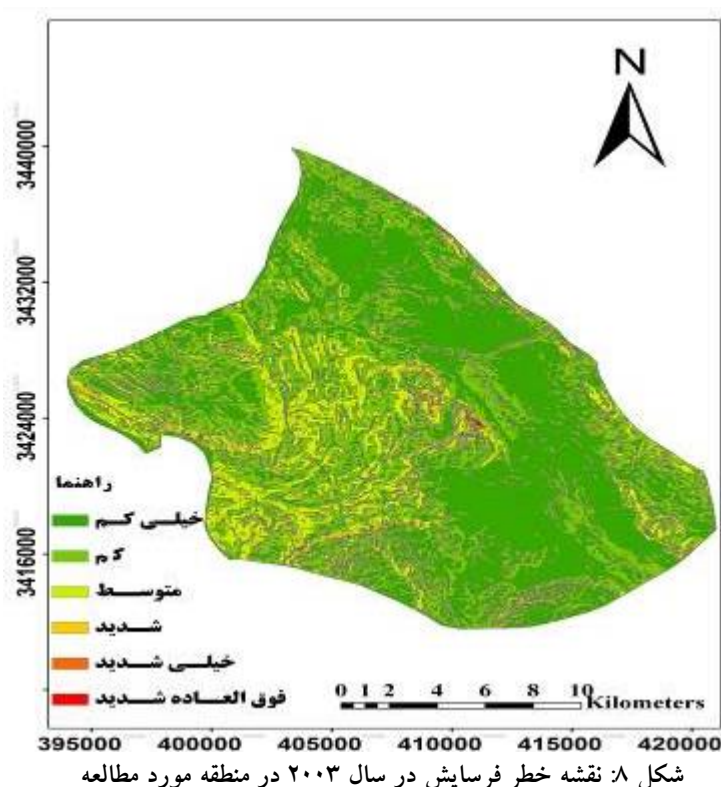 N
3440000
3432000
3424000
3416000
راهنما
خیلی کم
کم
متوسط
شدید
خیلی شدید
فوق العاده شدید
0 1 2 4 6 8 10
Kilometers
395000 400000 405000 410000 415000 420000
شکل ۸: نقشه خطر فرسایش در سال ۲۰۰۳ در منطقه مورد مطالعه